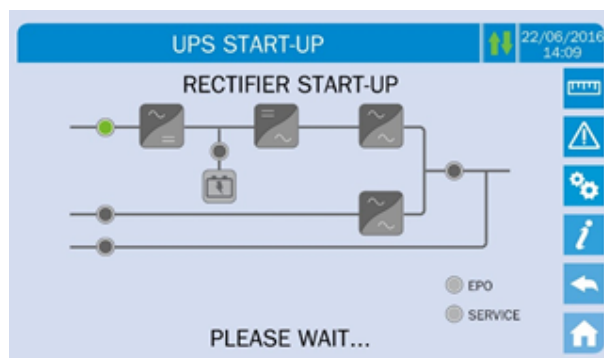 UPS START-UP
22/06/2016
14:09
RECTIFIER START-UP
EPO
SERVICE
PLEASE WAIT...